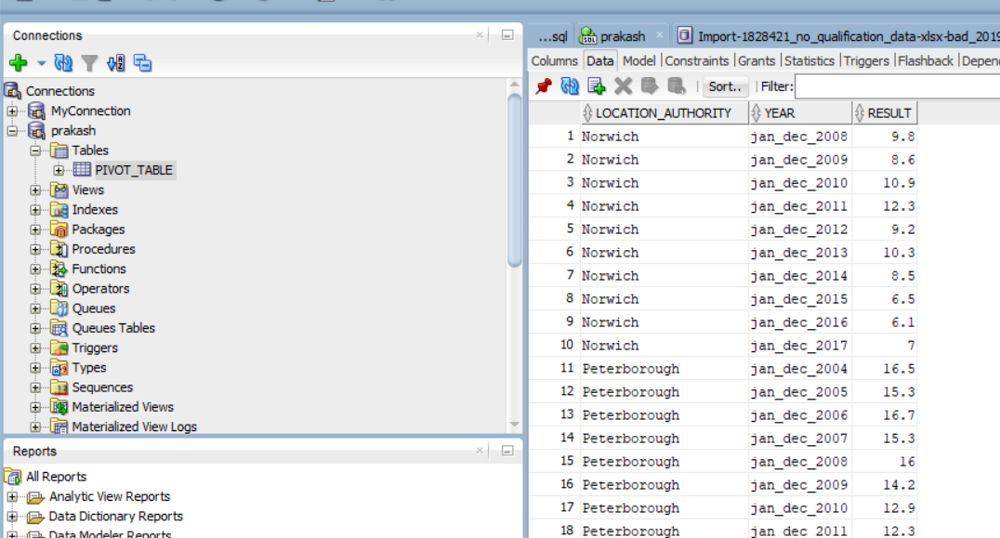 Connections
Connections
MyConnection
prakash
Tables
PIVOT_TABLE
Views
Indexes
Packages
Procedures
Functions
Operators
Queues
Queues Tables
Triggers
Types
Sequences
Materialized Views
Materialized View Logs
Reports
All Reports
Analytic View Reports
Data Dictionary Reports
Data Modeler Reports
...sql prakash Import-1828421_no_qualification_data-xlsx-bad_2019
Columns Data Model Constraints Grants Statistics Triggers Flashback Depen
Sort.. Filter:
LOCATION_AUTHORITY YEAR RESULT
1 Norwich jan_dec_2008 9.8
2 Norwich jan_dec_2009 8.6
3 Norwich jan_dec_2010 10.9
4 Norwich jan_dec_2011 12.3
5 Norwich jan_dec_2012 9.2
6 Norwich jan_dec_2013 10.3
7 Norwich jan_dec_2014 8.5
8 Norwich jan_dec_2015 6.5
9 Norwich jan_dec_2016 6.1
10 Norwich jan_dec_2017 7
11 Peterborough jan_dec_2004 16.5
12 Peterborough jan_dec_2005 15.3
13 Peterborough jan_dec_2006 16.7
14 Peterborough jan_dec_2007 15.3
15 Peterborough jan_dec_2008 16
16 Peterborough jan_dec_2009 14.2
17 Peterborough jan_dec_2010 12.9
18 Peterborough jan_dec_2011 12.3